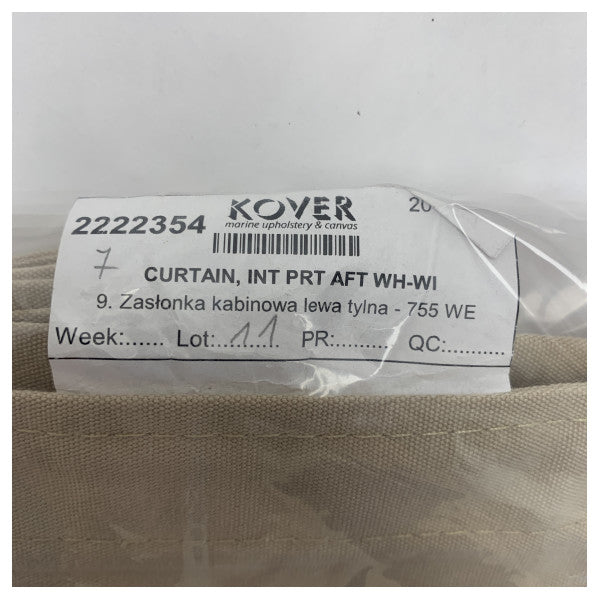 2222354 KOVER 20
marine upholstery & canvas
7
CURTAIN, INT PRT AFT WH-WI
9. Zasłonka kabinowa lewa tylna - 755 WE
Week:...... Lot:...11... PR:.......... QC:..........